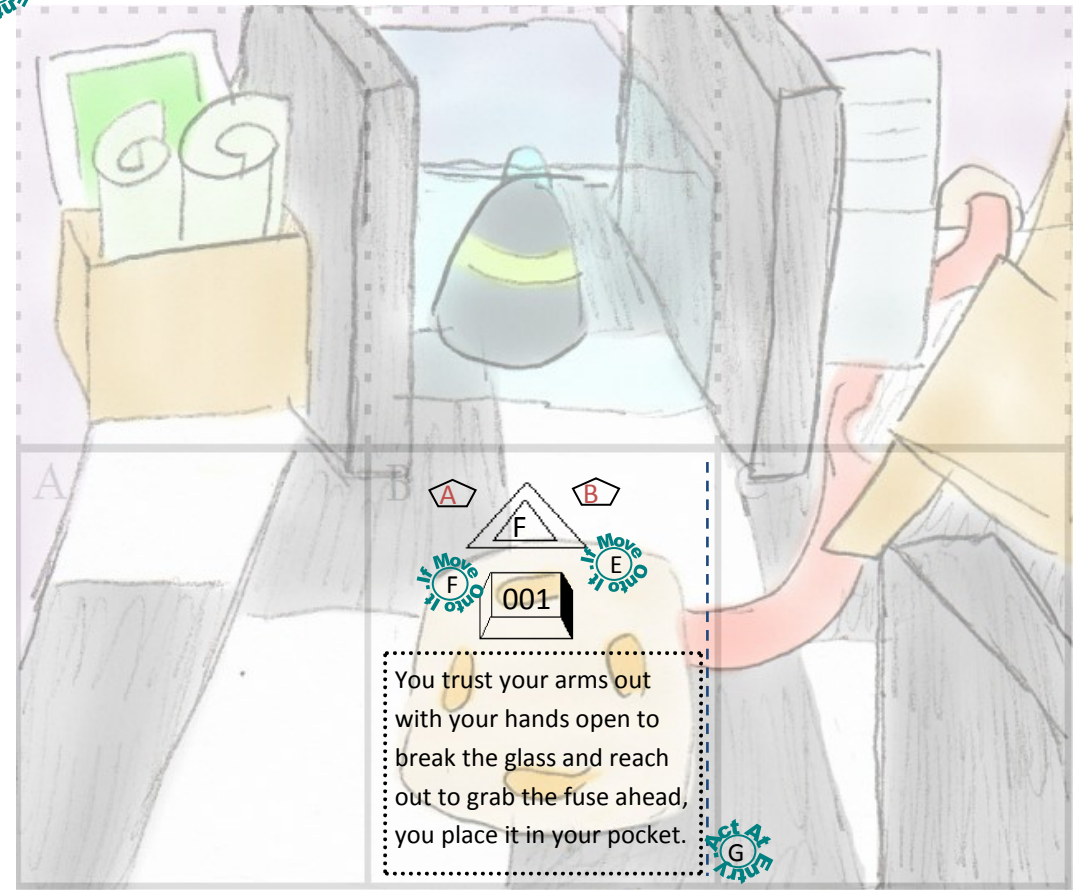 A
B
C
A
B
F
If Move Onto It.
F
If Move Onto It.
E
001
You trust your arms out
with your hands open to
break the glass and reach
out to grab the fuse ahead,
you place it in your pocket.
Act At Entry.
G